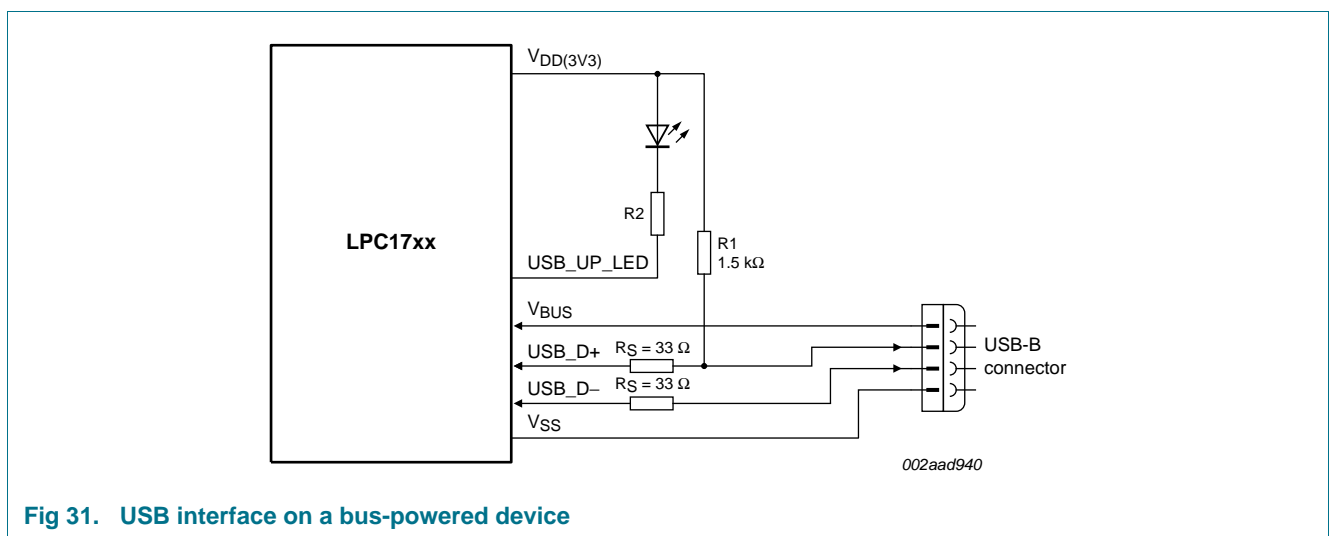 VDD(3V3)
R2
LPC17xx
R1
1.5 kΩ
USB_UP_LED
VBUS
USB_D+
RS = 33 Ω
USB-B
connector
USB_D−
RS = 33 Ω
VSS
002aad940
Fig 31. USB interface on a bus-powered device